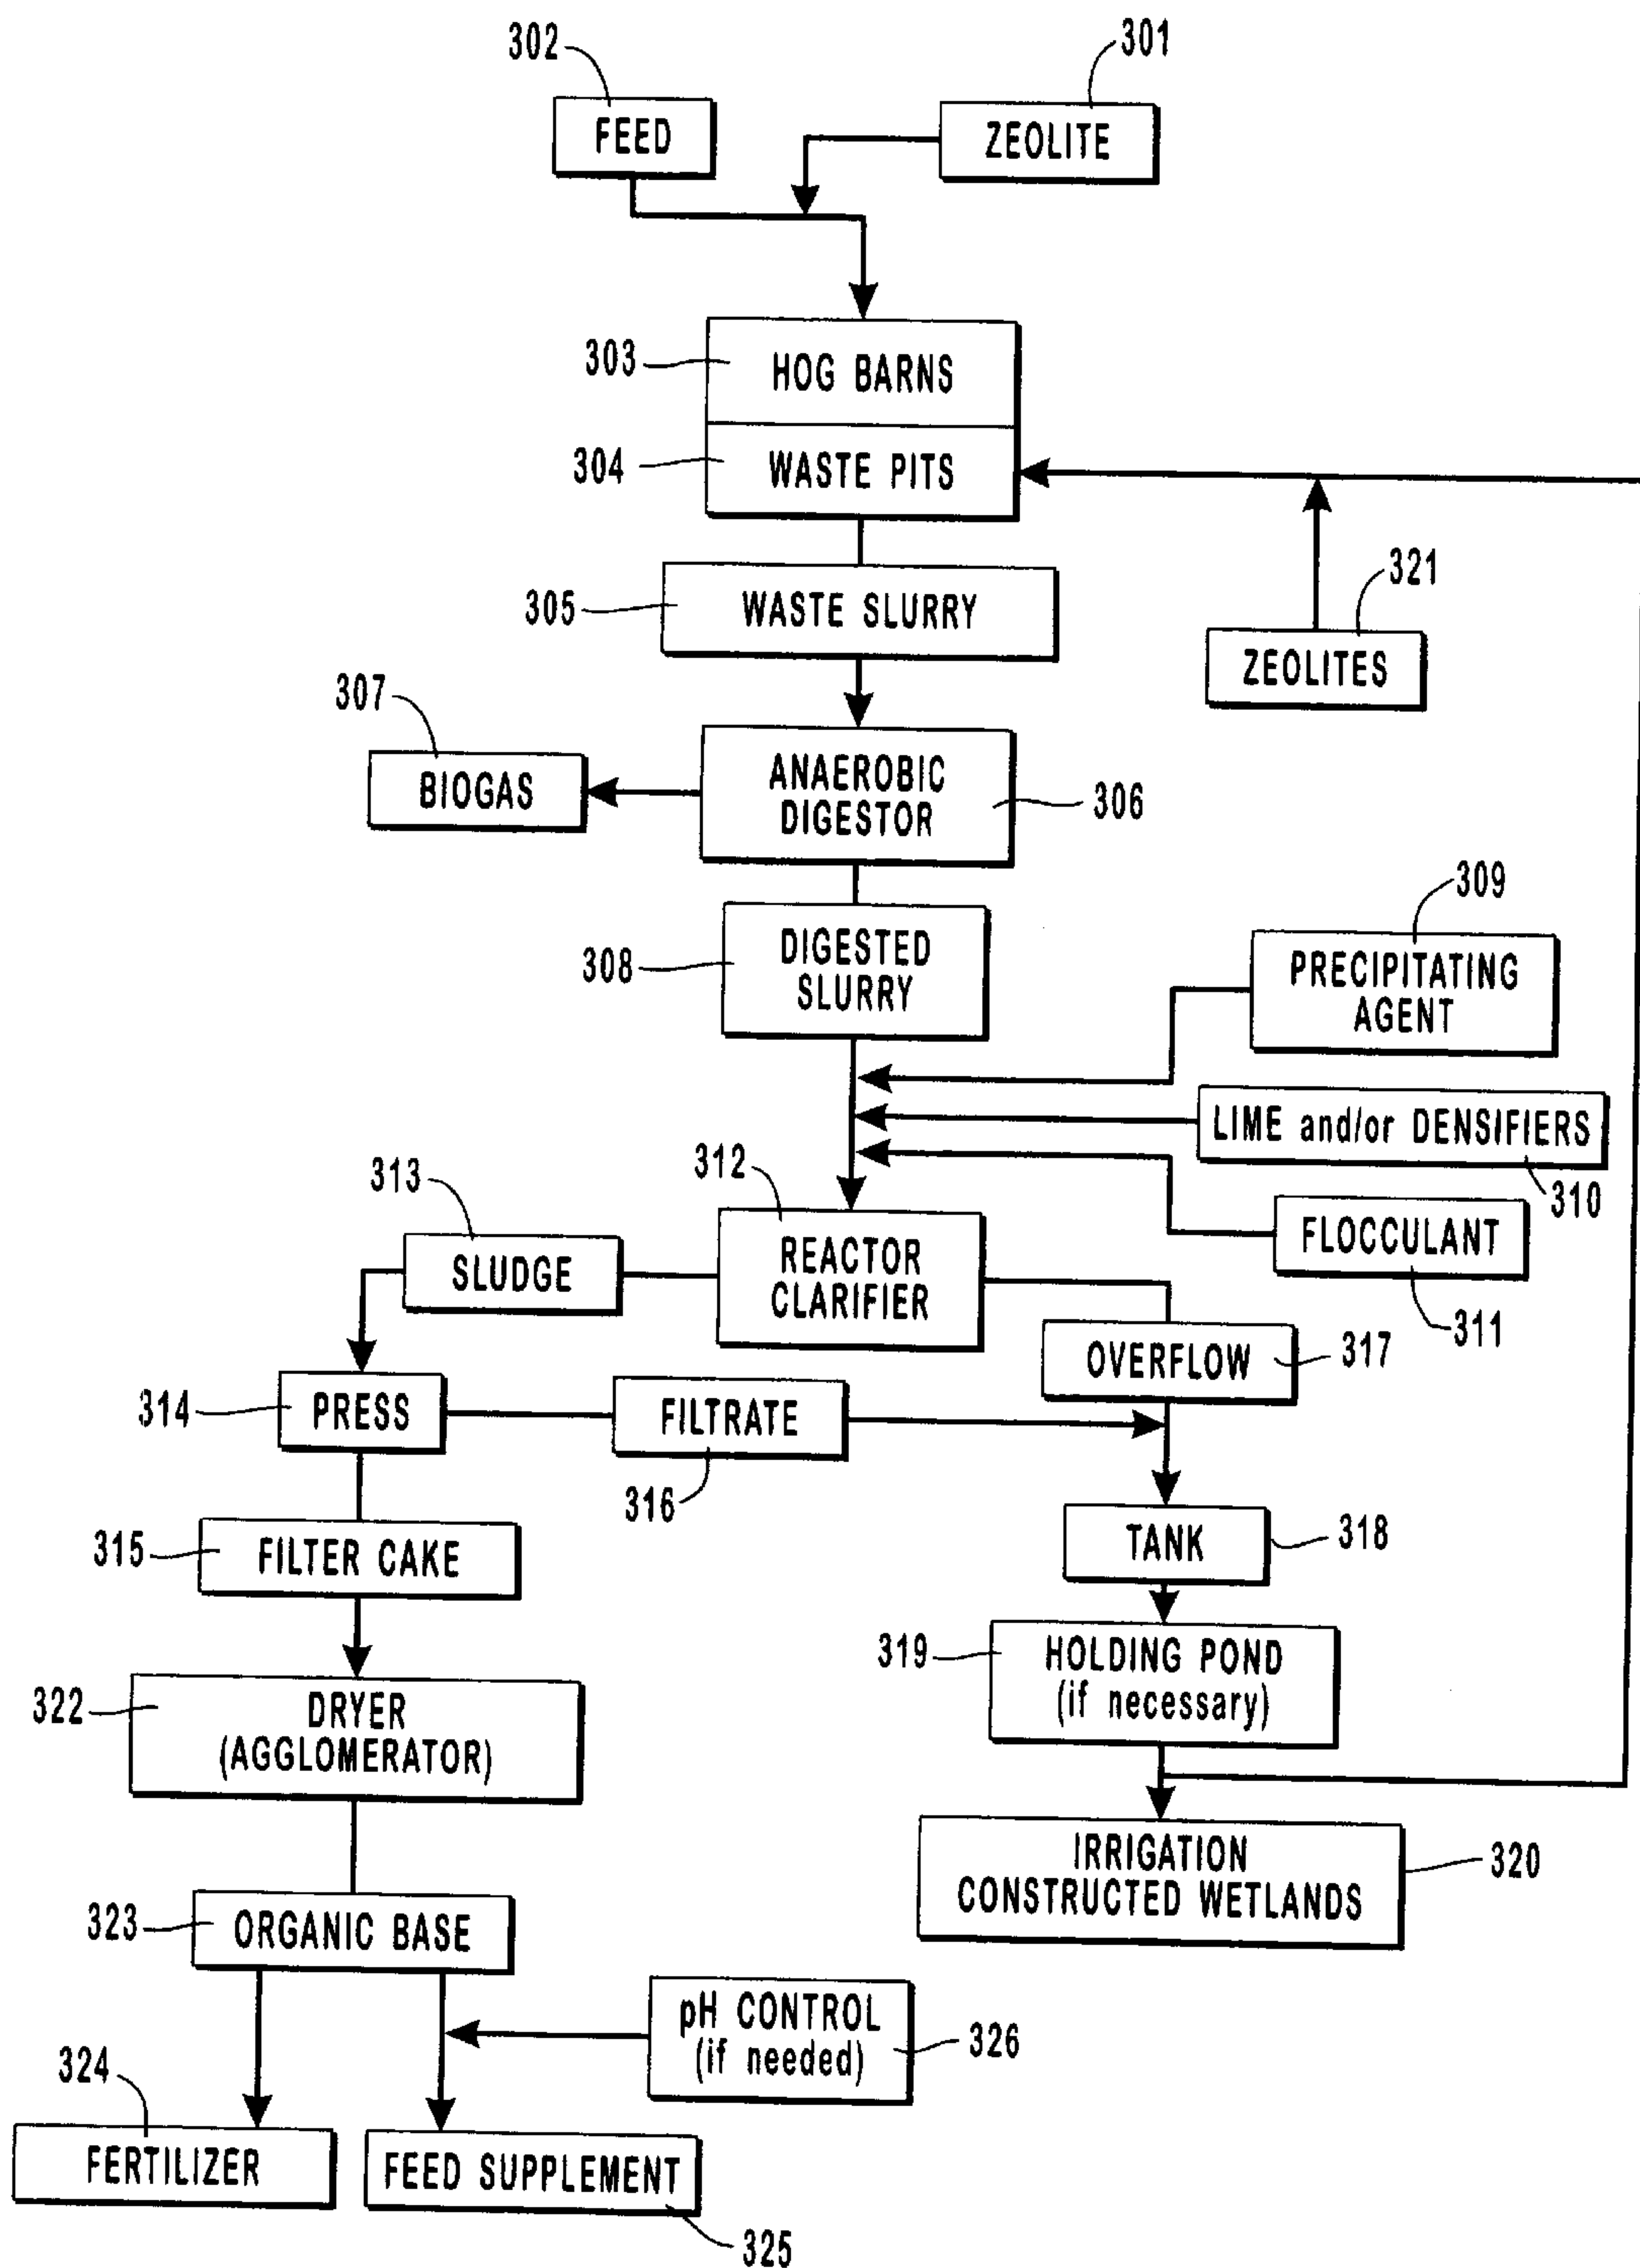 302
301
FEED
ZEOLITE
303
HOG BARNS
304
WASTE PITS
321
305
WASTE SLURRY
ZEOLITES
307
BIOGAS
ANAEROBIC
DIGESTOR
306
309
308
DIGESTED
SLURRY
PRECIPITATING
AGENT
LIME and/or DENSIFIERS
310
312
313
SLUDGE
REACTOR
CLARIFIER
FLOCCULANT
311
OVERFLOW
317
314
PRESS
FILTRATE
316
315
FILTER CAKE
TANK
318
322
DRYER
(AGGLOMERATOR)
319
HOLDING POND
(if necessary)
IRRIGATION
CONSTRUCTED WETLANDS
320
323
ORGANIC BASE
pH CONTROL
(if needed)
326
324
FERTILIZER
FEED SUPPLEMENT
325